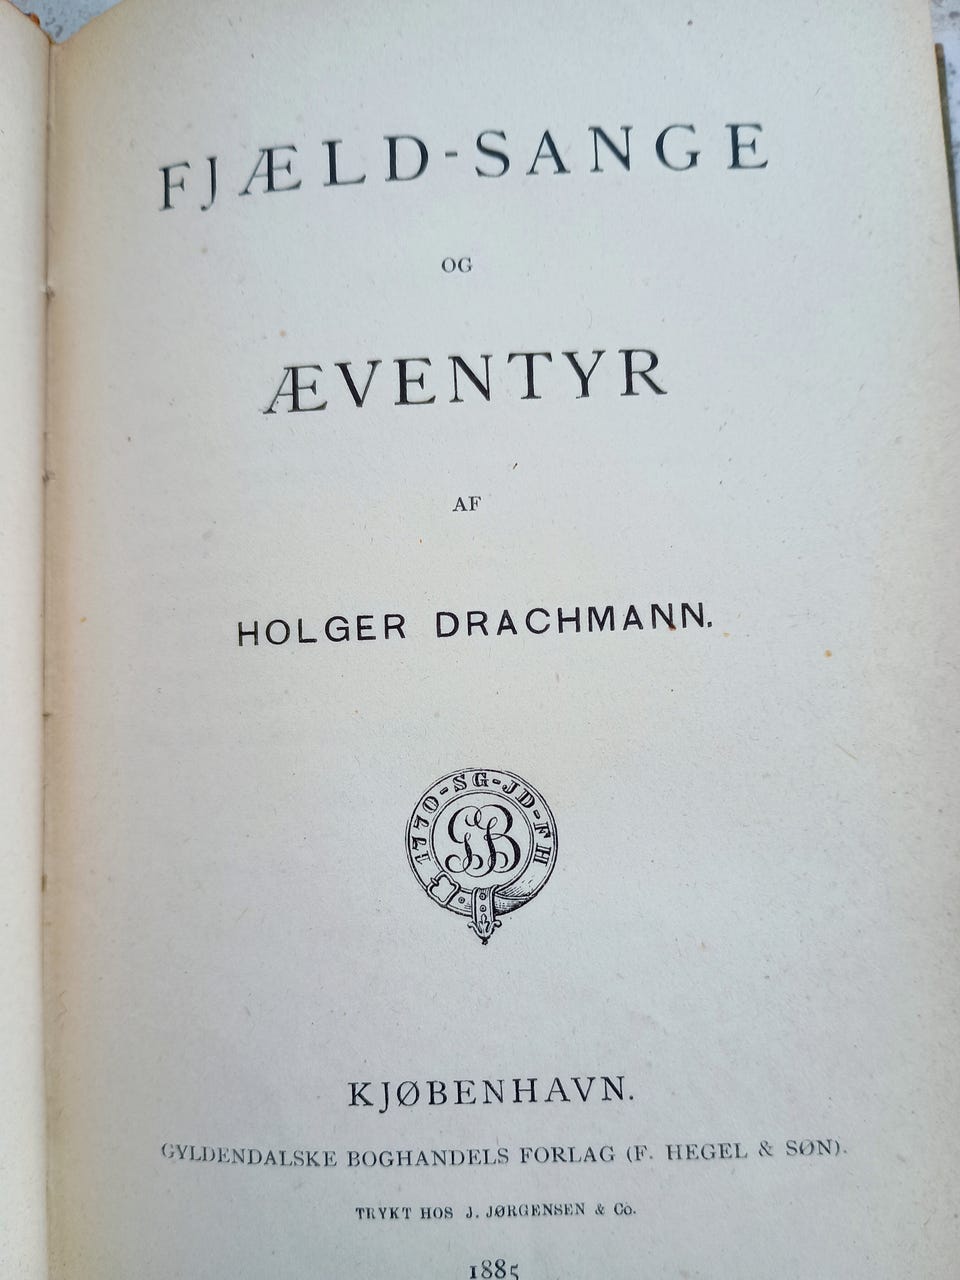 FJÆLD-SANGE
OG
ÆVENTYR
AF
HOLGER DRACHMANN.
1770-SG-JD-FH
GB
KJØBENHAVN.
GYLDENDALSKE BOGHANDELS FORLAG (F. HEGEL & SØN).
TRYKT HOS J. JØRGENSEN & Co.
1885